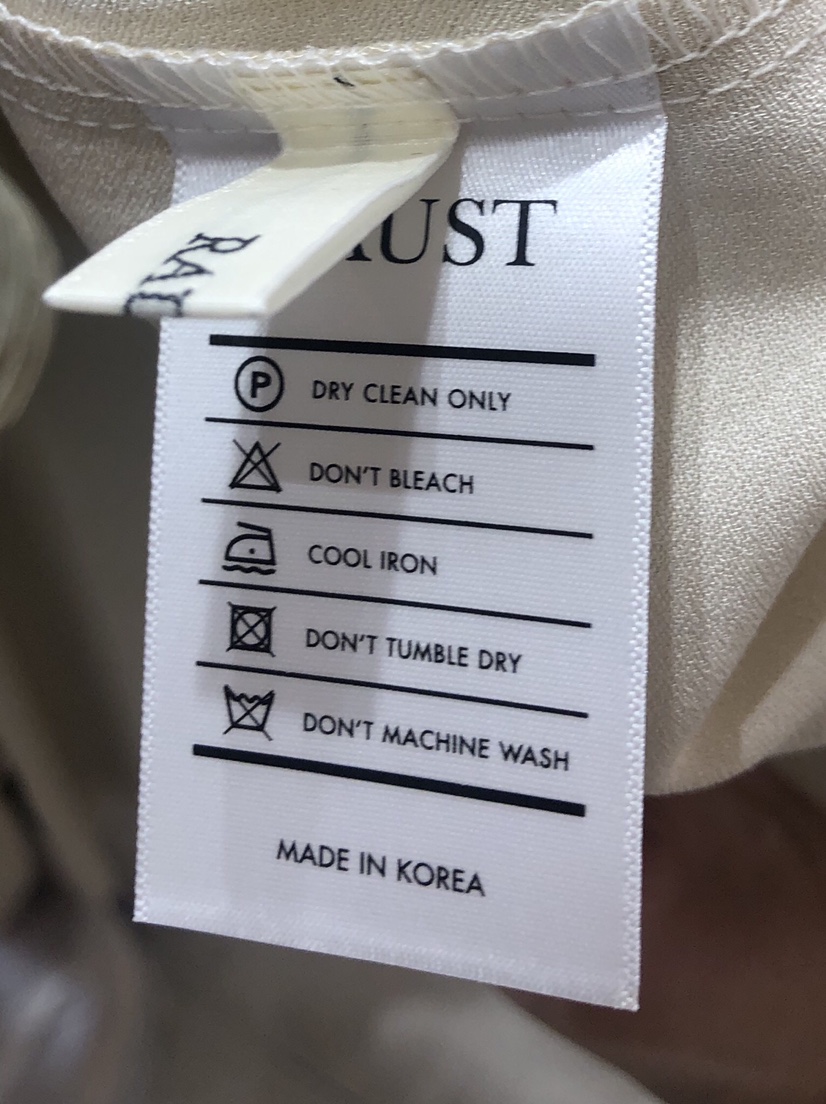 P DRY CLEAN ONLY
DON'T BLEACH
COOL IRON
DON'T TUMBLE DRY
DON'T MACHINE WASH
MADE IN KOREA